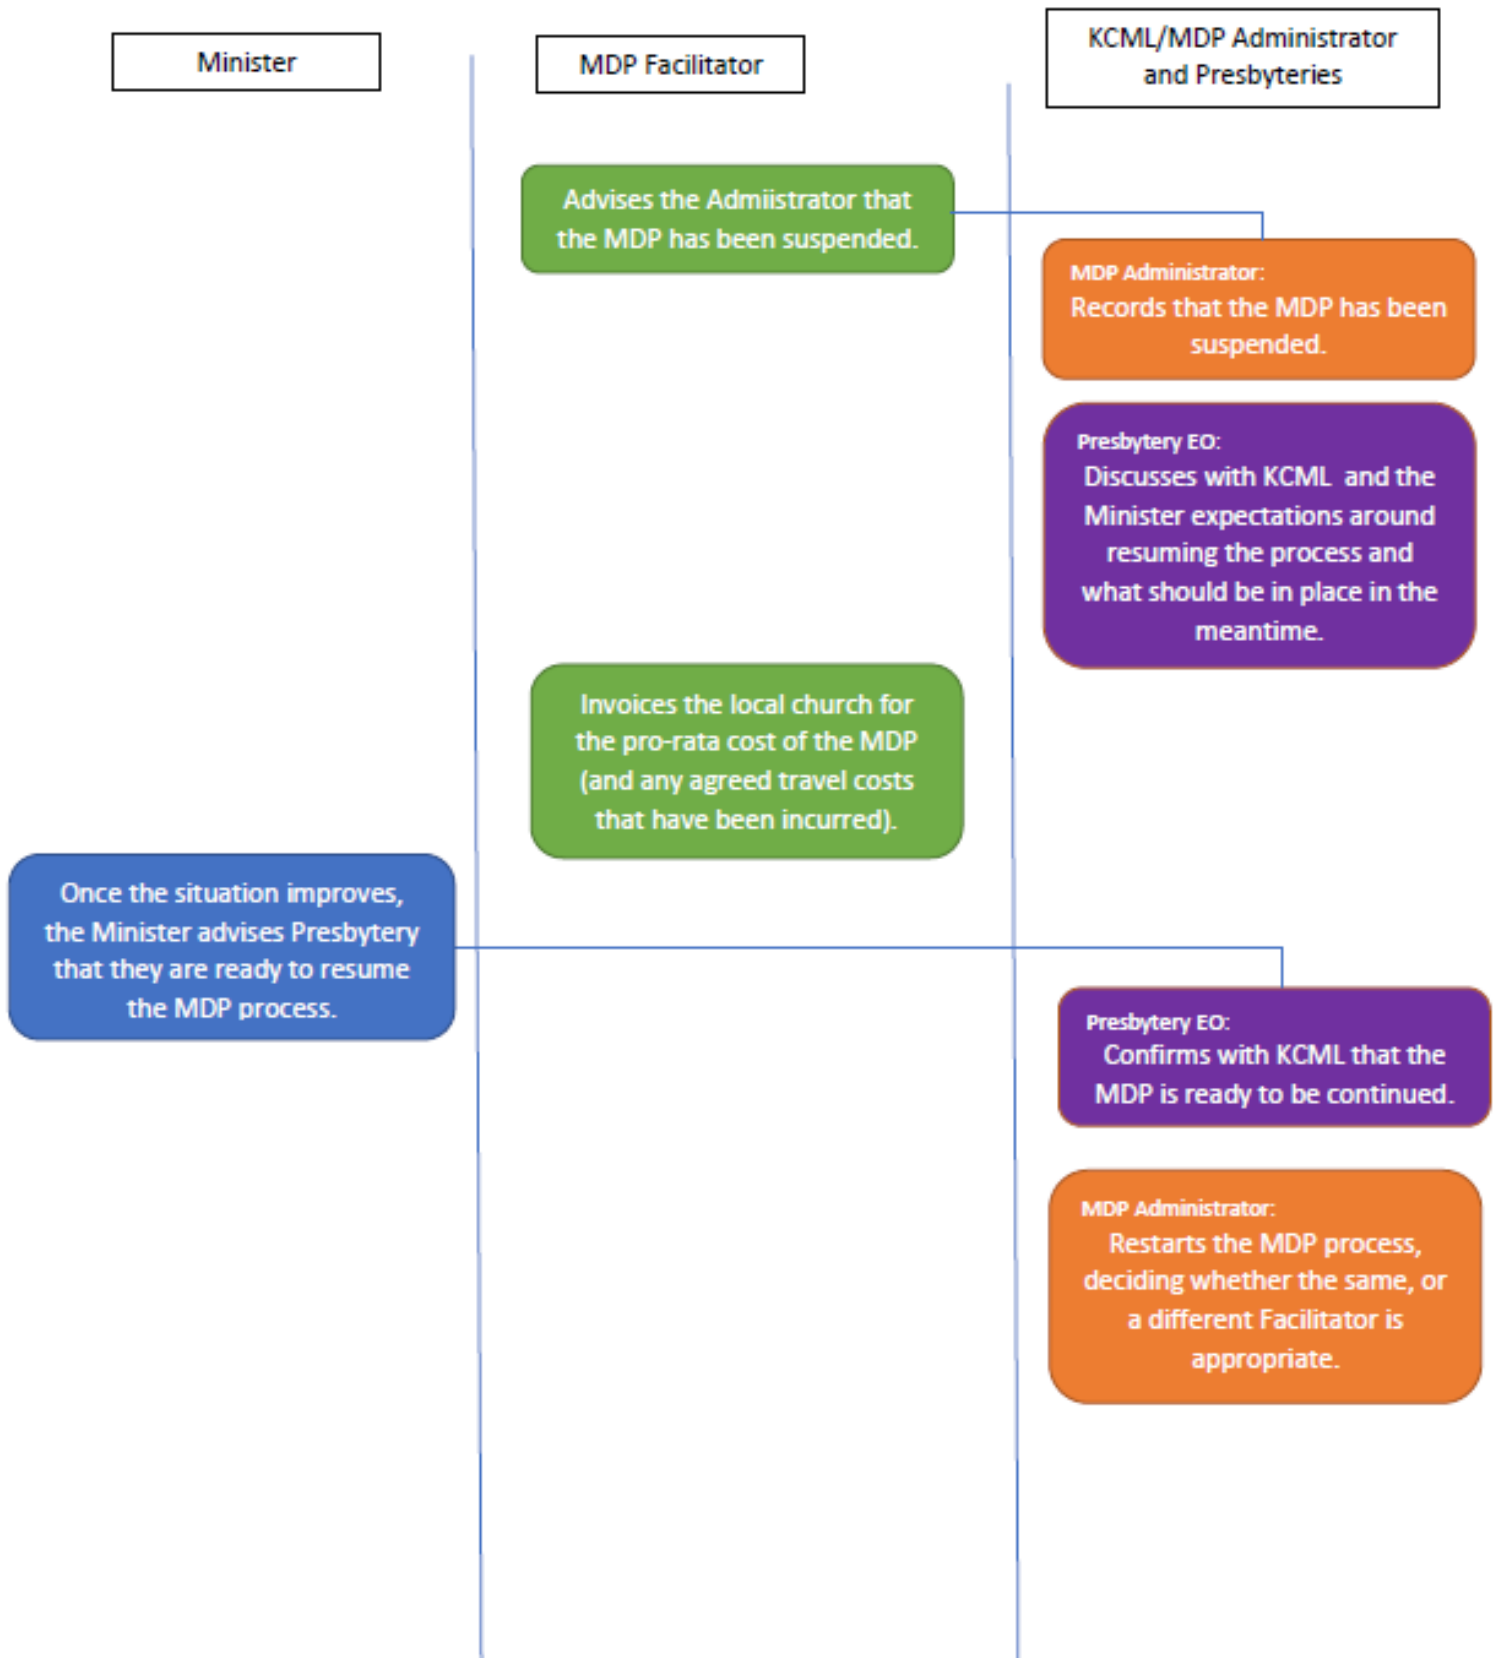 Minister
MDP Facilitator
KCML/MDP Administrator
and Presbyteries
Advises the Admiistrator that
the MDP has been suspended.
MDP Administrator:
Records that the MDP has been
suspended.
Presbytery EO:
Discusses with KCML and the
Minister expectations around
resuming the process and
what should be in place in the
meantime.
Invoices the local church for
the pro-rata cost of the MDP
(and any agreed travel costs
that have been incurred).
Once the situation improves,
the Minister advises Presbytery
that they are ready to resume
the MDP process.
Presbytery EO:
Confirms with KCML that the
MDP is ready to be continued.
MDP Administrator:
Restarts the MDP process,
deciding whether the same, or
a different Facilitator is
appropriate.